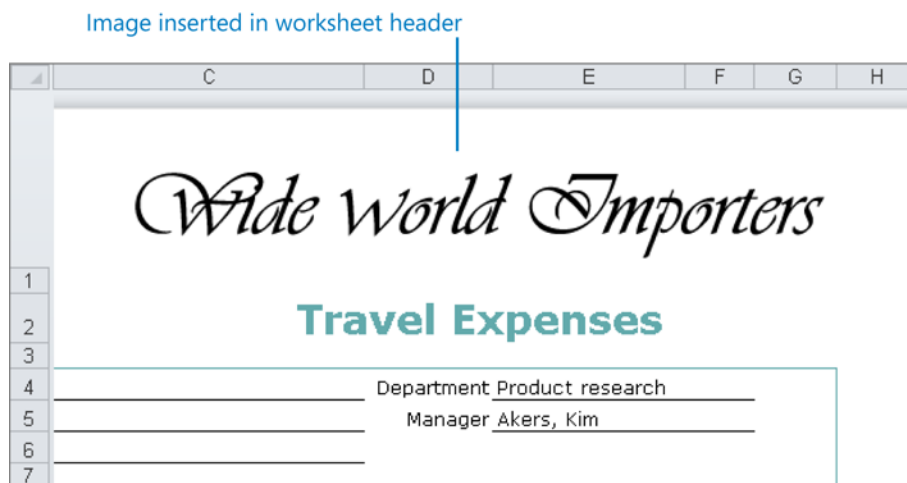 Image inserted in worksheet header
C D E F G H
Wide World Importers
1
2 Travel Expenses
3
4 Department Product research
5 Manager Akers, Kim
6
7